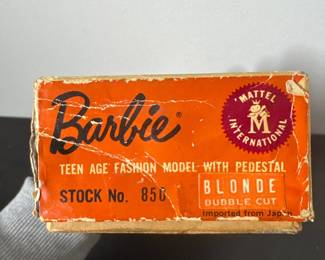 Barbie®
MATTEL
M
INTERNATIONAL
TEEN AGE FASHION MODEL WITH PEDESTAL
STOCK No. 850
BLONDE
BUBBLE CUT
Imported from Japan